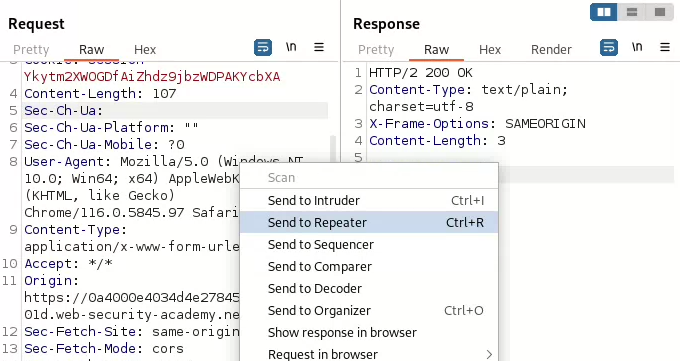 Request
Pretty Raw Hex
\n
Ykytm2XWOGDfAiZhdz9jbzWDPAKYcbXA
4 Content-Length: 107
5 Sec-Ch-Ua:
6 Sec-Ch-Ua-Platform: ""
7 Sec-Ch-Ua-Mobile: ?0
8 User-Agent: Mozilla/5.0 (Windows NT
10.0; Win64; x64) AppleWebK
(KHTML, like Gecko)
Chrome/116.0.5845.97 Safari
9 Content-Type:
application/x-www-form-urle
10 Accept: */*
11 Origin:
https://0a4000e4034d4e27845
01d.web-security-academy.ne
12 Sec-Fetch-Site: same-origin
13 Sec-Fetch-Mode: cors
Response
Pretty Raw Hex Render
\n
1 HTTP/2 200 OK
2 Content-Type: text/plain;
charset=utf-8
3 X-Frame-Options: SAMEORIGIN
4 Content-Length: 3
5
Scan
Send to Intruder Ctrl+I
Send to Repeater Ctrl+R
Send to Sequencer
Send to Comparer
Send to Decoder
Send to Organizer Ctrl+O
Show response in browser
Request in browser